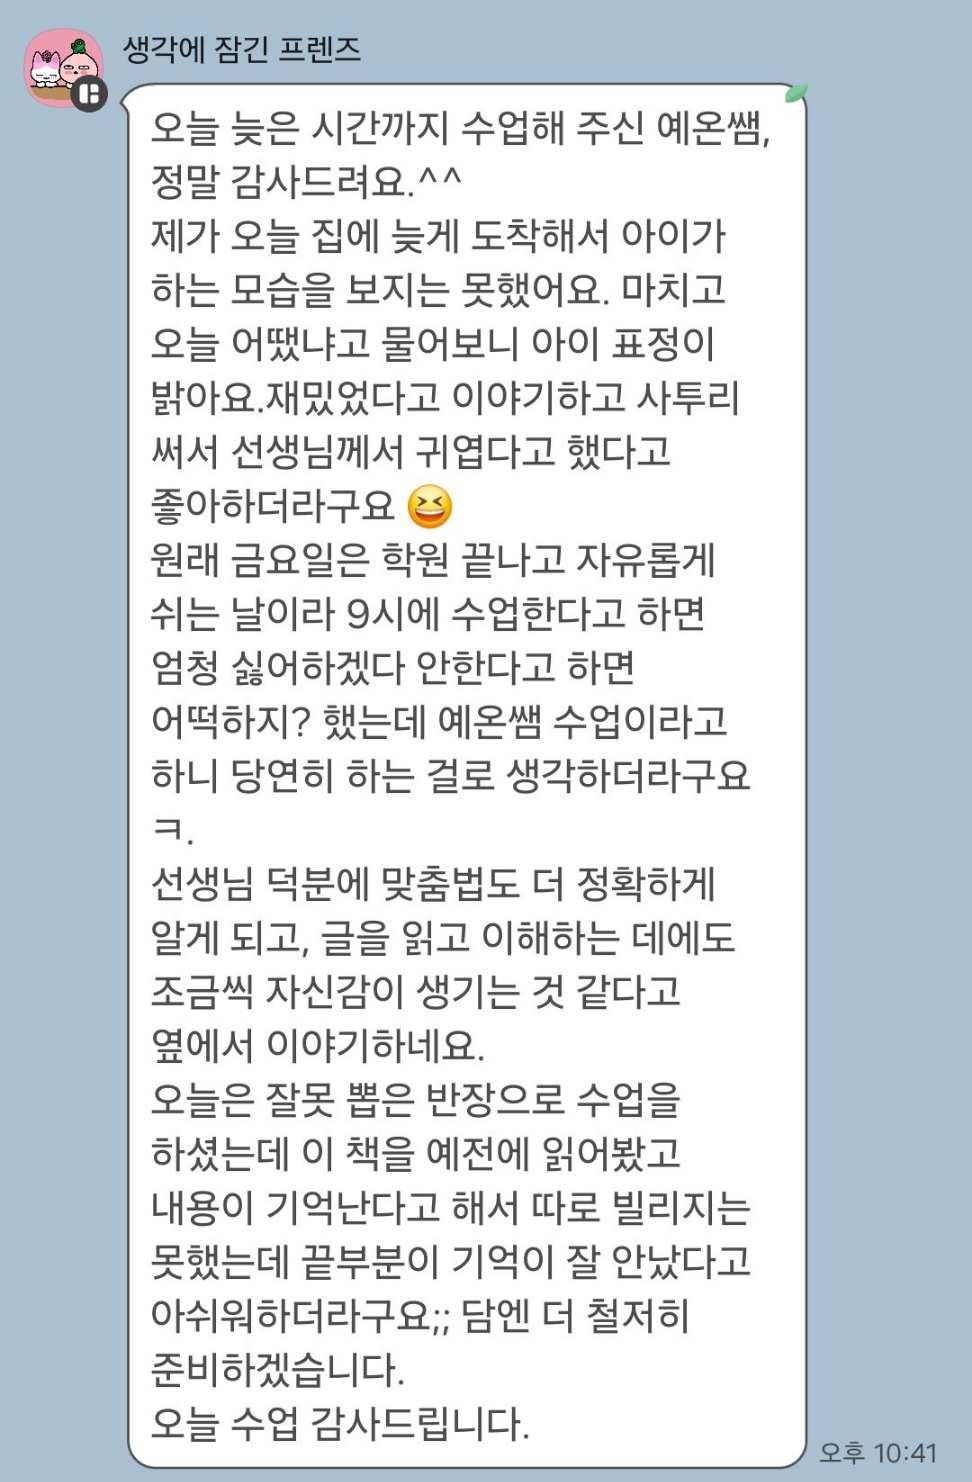 생각에 잠긴 프렌즈
오늘 늦은 시간까지 수업해 주신 예온쌤,
정말 감사드려요.^^
제가 오늘 집에 늦게 도착해서 아이가
하는 모습을 보지는 못했어요. 마치고
오늘 어땠냐고 물어보니 아이 표정이
밝아요.재밌었다고 이야기하고 사투리
써서 선생님께서 귀엽다고 했다고
좋아하더라구요 😆
원래 금요일은 학원 끝나고 자유롭게
쉬는 날이라 9시에 수업한다고 하면
엄청 싫어하겠다 안한다고 하면
어떡하지? 했는데 예온쌤 수업이라고
하니 당연히 하는 걸로 생각하더라구요
ㅋ.
선생님 덕분에 맞춤법도 더 정확하게
알게 되고, 글을 읽고 이해하는 데에도
조금씩 자신감이 생기는 것 같다고
옆에서 이야기하네요.
오늘은 잘못 뽑은 반장으로 수업을
하셨는데 이 책을 예전에 읽어봤고
내용이 기억난다고 해서 따로 빌리지는
못했는데 끝부분이 기억이 잘 안났다고
아쉬워하더라구요;; 담엔 더 철저히
준비하겠습니다.
오늘 수업 감사드립니다.
오후 10:41